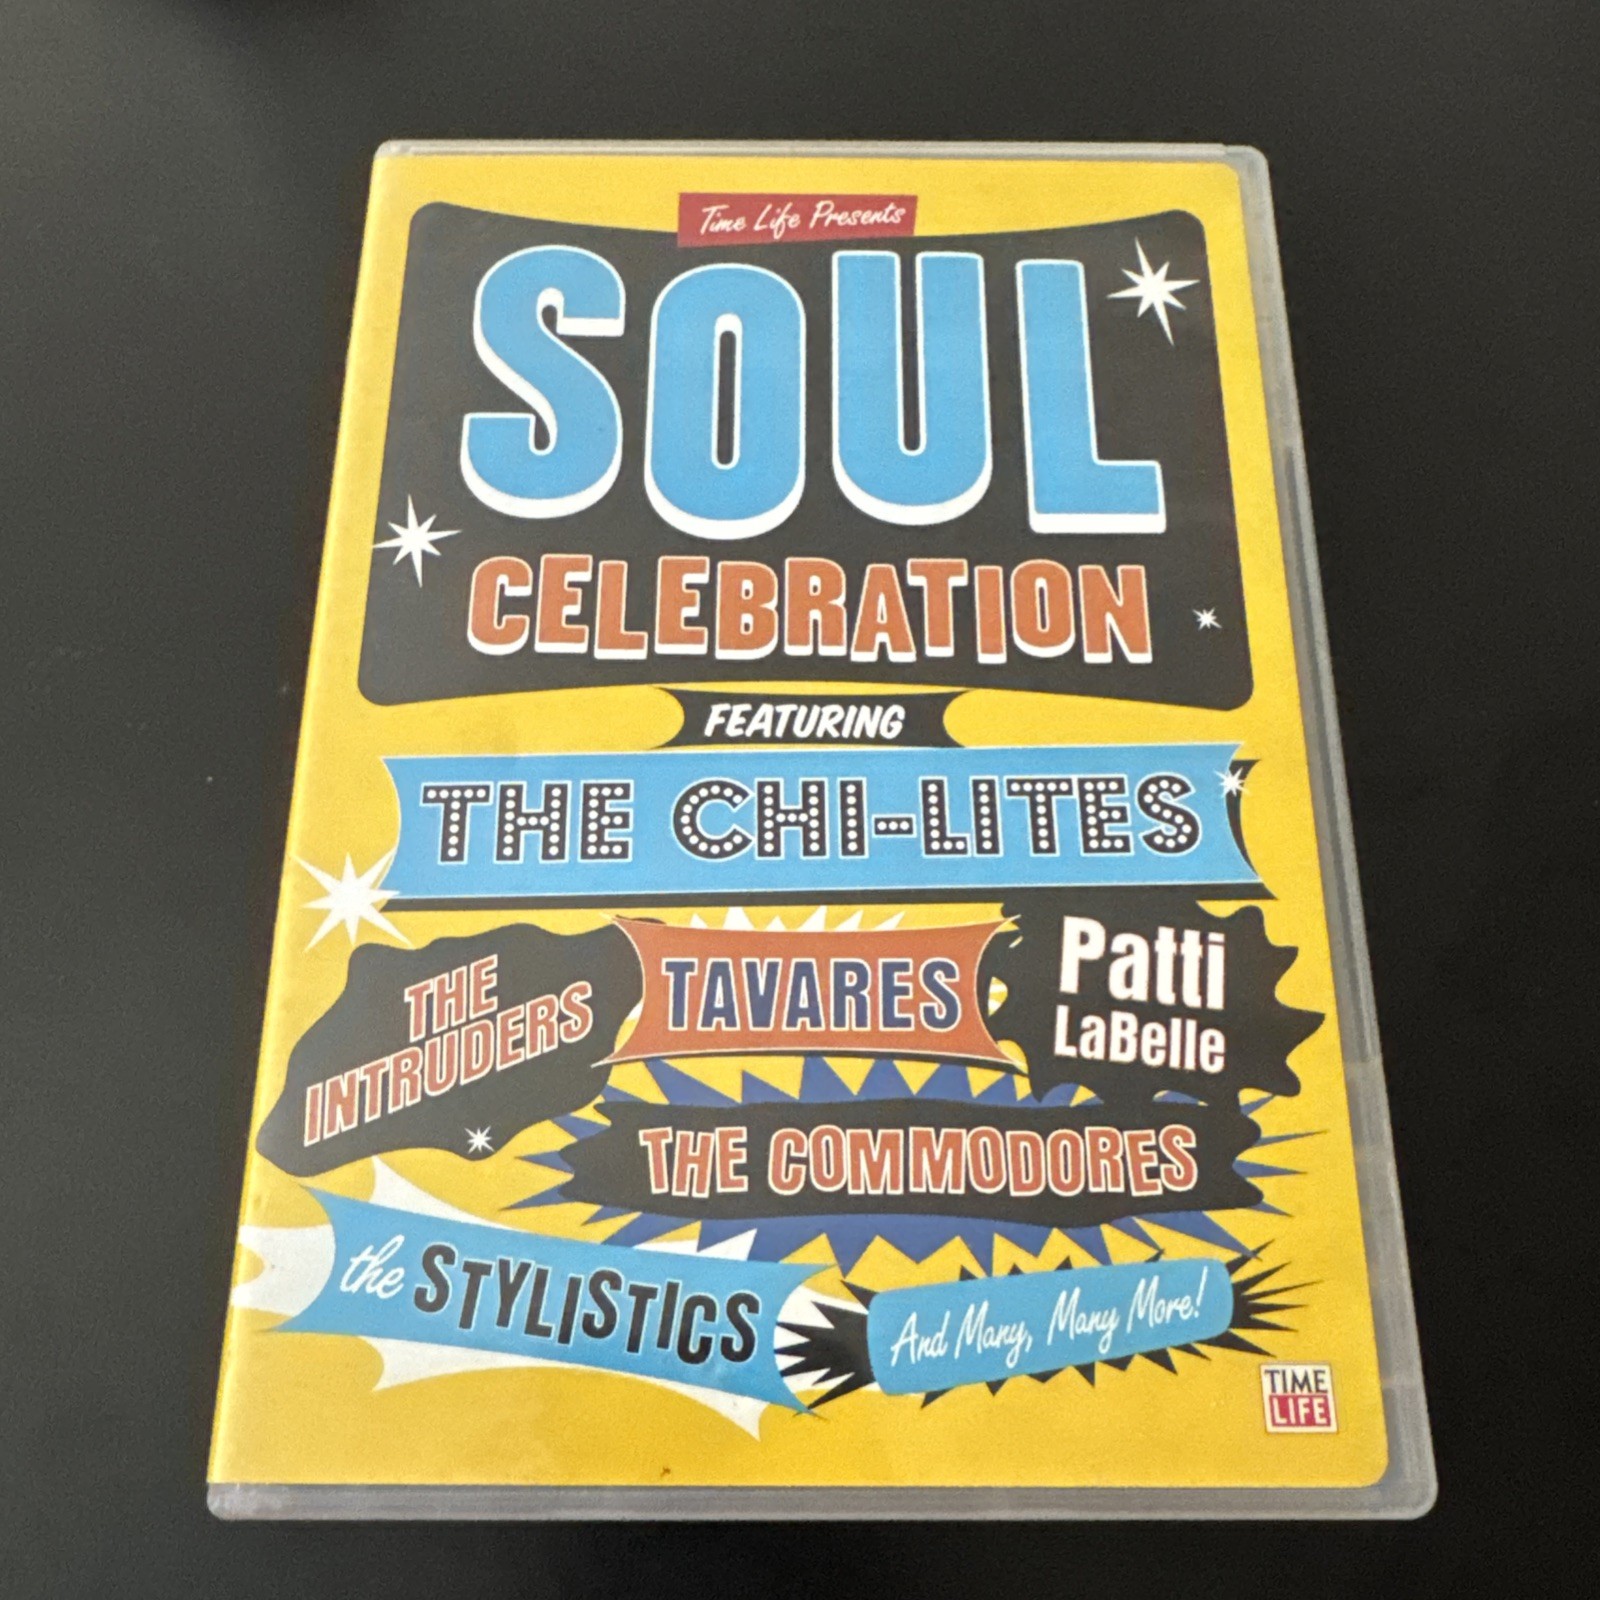 Time Life Presents
SOUL
CELEBRATION
FEATURING
THE CHI-LITES
THE
INTRUDERS
TAVARES
Patti
LaBelle
THE COMMODORES
the STYLISTICS
And Many, Many More!
TIME
LIFE